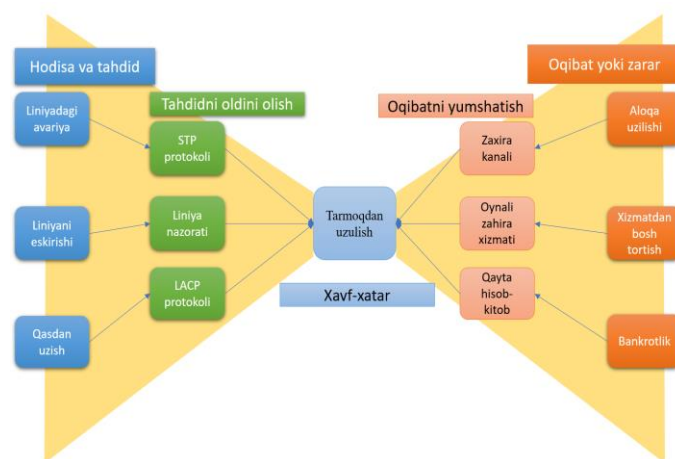 Hodisa va tahdid
Oqibat yoki zarar
Tahdidni oldini olish
Oqibatni yumshatish
Liniyadagi
avariya
STP
protokoli
Zaxira
kanali
Aloqa
uzilishi
Liniyani
eskirishi
Liniya
nazorati
Tarmoqdan
uzulish
Oynali
zahira
xizmati
Xizmatdan
bosh
tortish
LACP
protokoli
Xavf-xatar
Qayta
hisob-
kitob
Qasdan
uzish
Bankrotlik